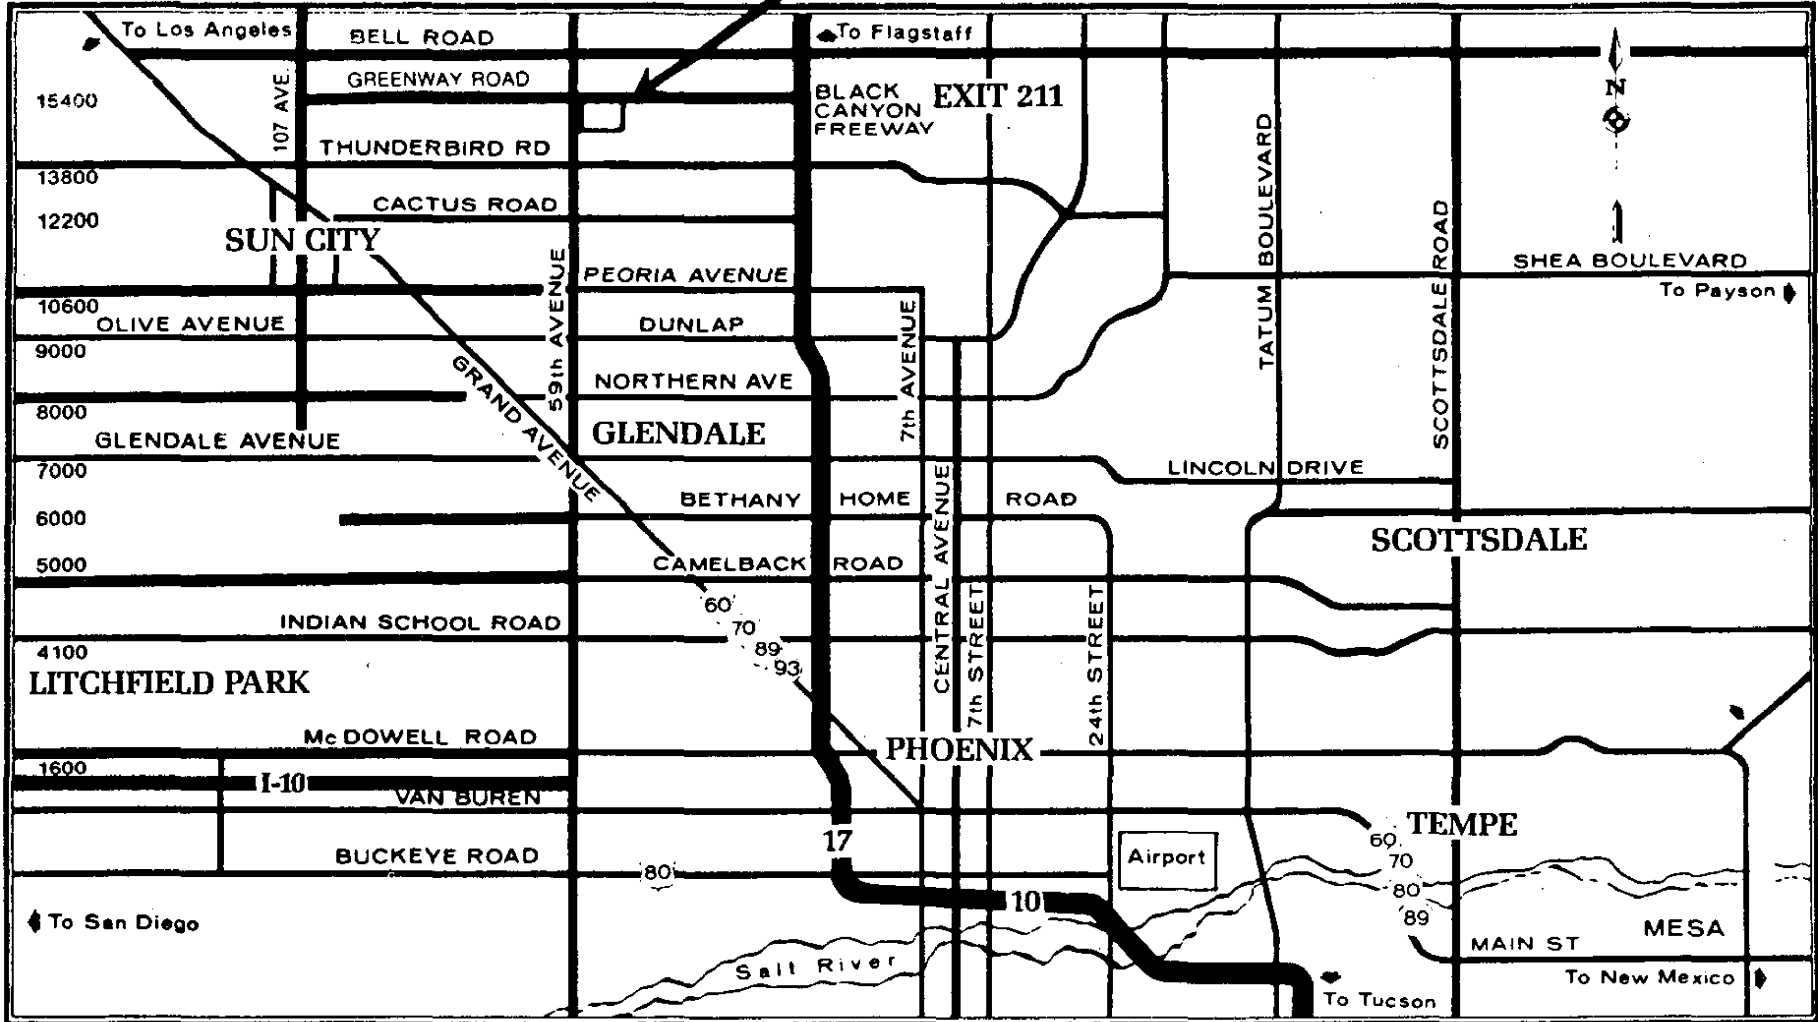 To Los Angeles
BELL ROAD
To Flagstaff
GREENWAY ROAD
107 AVE.
15400
BLACK
CANYON
FREEWAY
EXIT 211
N
THUNDERBIRD RD
13800
CACTUS ROAD
12200
SUN CITY
TATUM BOULEVARD
SCOTTSDALE ROAD
SHEA BOULEVARD
To Payson
59th AVENUE
PEORIA AVENUE
10600
OLIVE AVENUE
DUNLAP
7th AVENUE
9000
GRAND AVENUE
NORTHERN AVE
8000
GLENDALE AVENUE
GLENDALE
7000
LINCOLN DRIVE
BETHANY HOME ROAD
6000
SCOTTSDALE
5000
CAMELBACK ROAD
CENTRAL AVENUE
7th STREET
24th STREET
60
70
89
93
INDIAN SCHOOL ROAD
4100
LITCHFIELD PARK
McDOWELL ROAD
PHOENIX
1600
I-10
VAN BUREN
17
TEMPE
60
70
80
89
BUCKEYE ROAD
80
Airport
10
To San Diego
Salt River
MAIN ST
MESA
To New Mexico
To Tucson